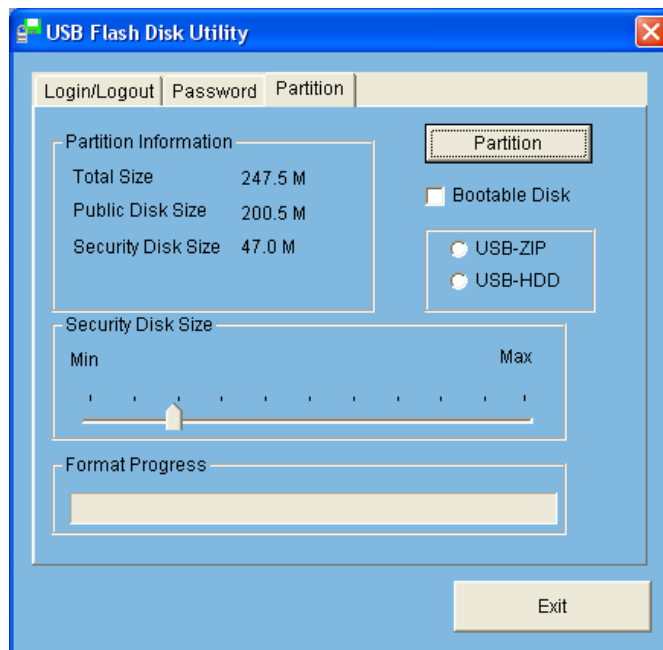 USB Flash Disk Utility
Login/Logout Password Partition
Partition Information
Total Size 247.5 M
Public Disk Size 200.5 M
Security Disk Size 47.0 M
Partition
Bootable Disk
USB-ZIP
USB-HDD
Security Disk Size
Min Max
Format Progress
Exit